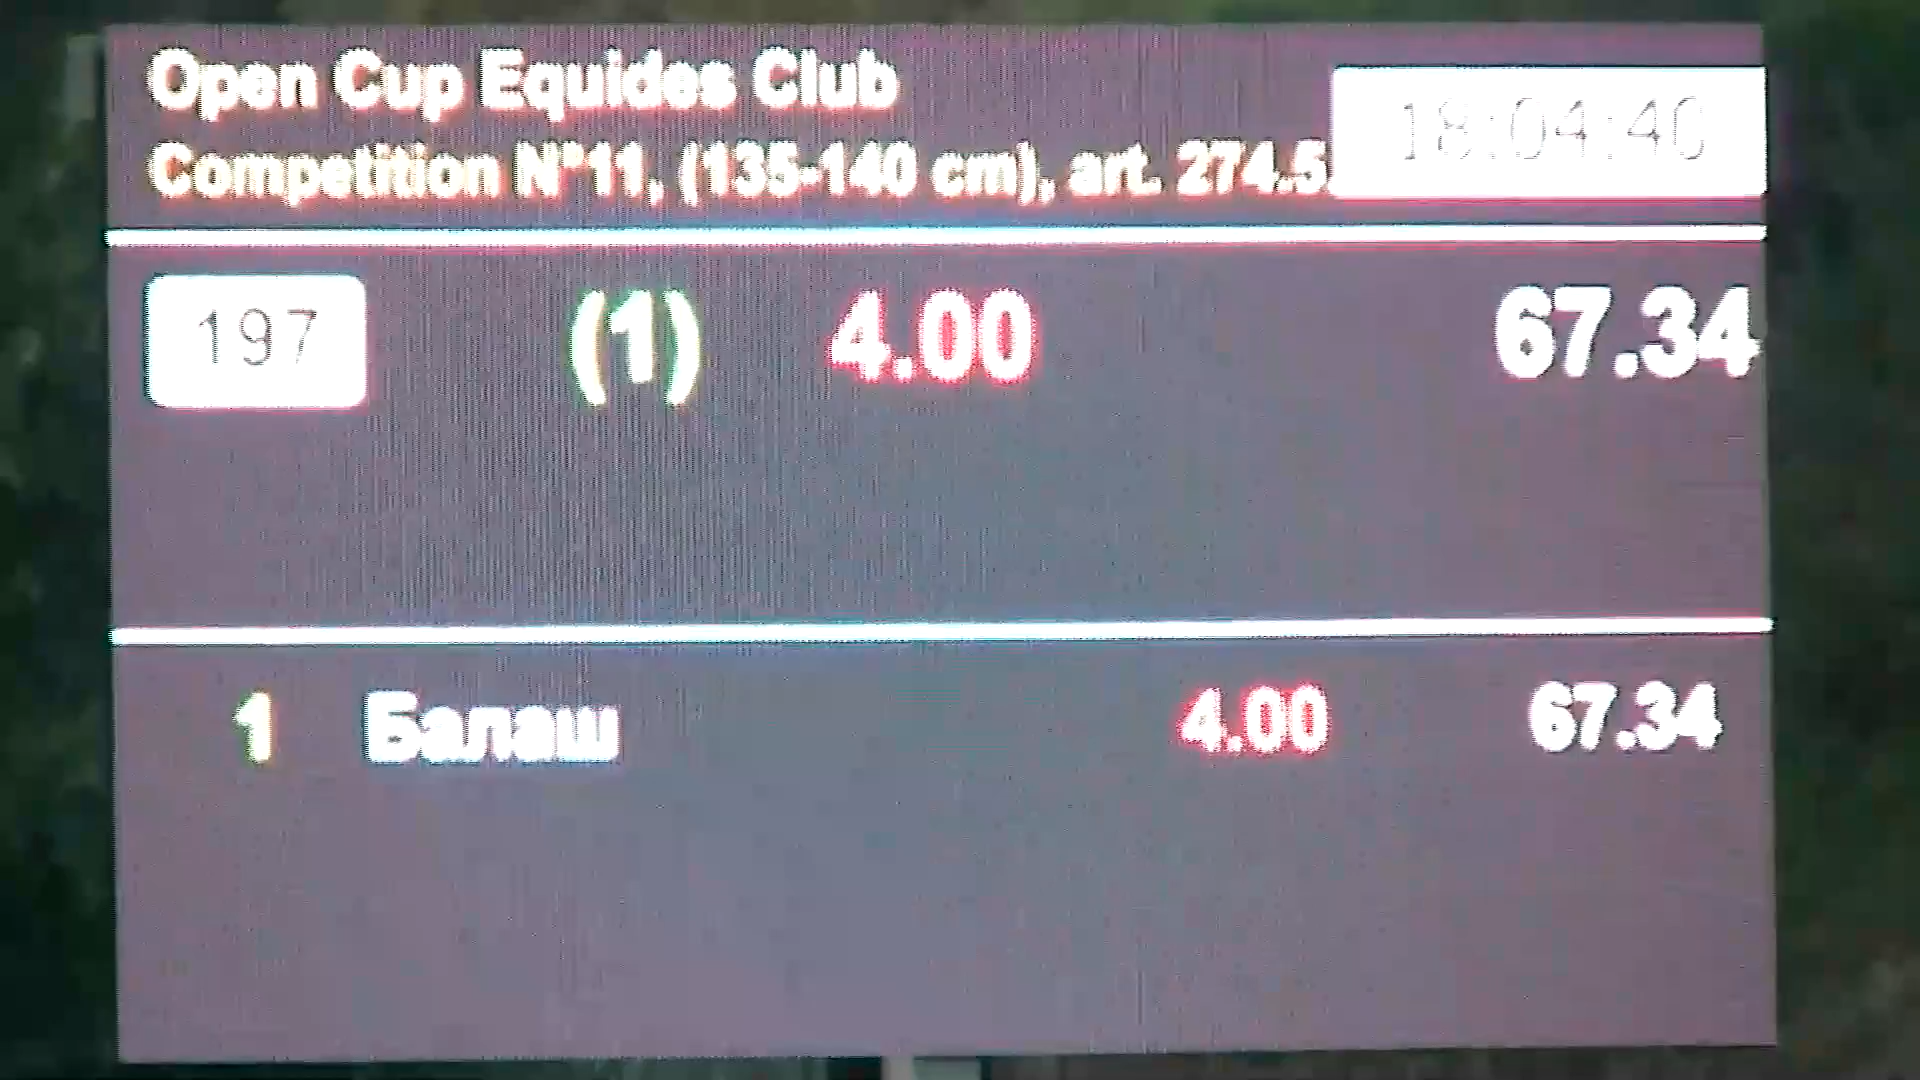 Open Cup Equides Club
18:04:40
Competition N°11, (135-140 cm), art. 274.5
197 (1) 4.00 67.34
1 Балаш 4.00 67.34